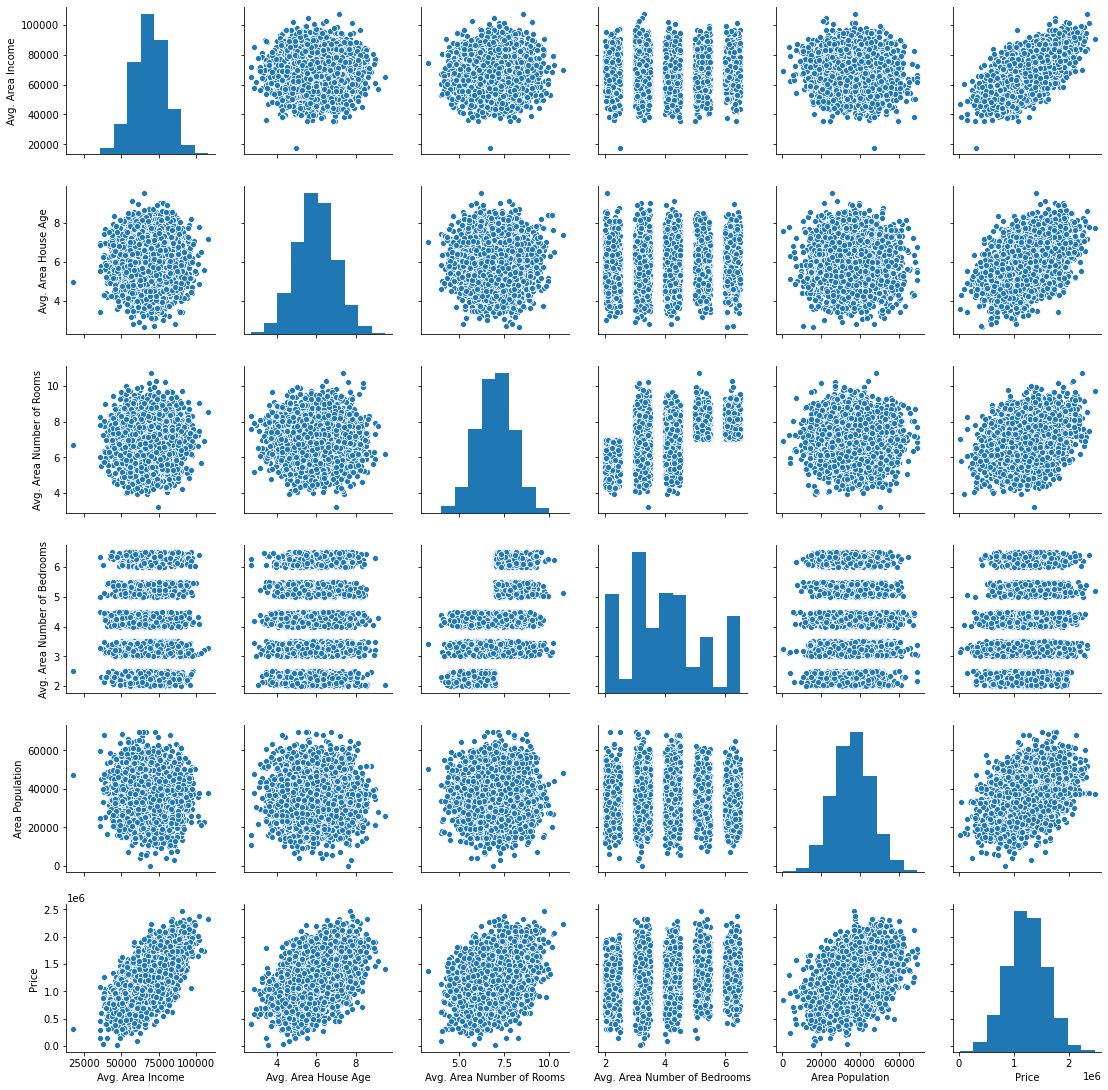 100000
80000
60000
40000
20000
Avg. Area Income
8
6
4
Avg. Area House Age
10
8
6
4
Avg. Area Number of Rooms
6
5
4
3
2
Avg. Area Number of Bedrooms
60000
40000
20000
0
Area Population
1e6
2.5
2.0
1.5
1.0
0.5
0.0
Price
25000 50000 75000 100000
Avg. Area Income
4 6 8
Avg. Area House Age
5.0 7.5 10.0
Avg. Area Number of Rooms
2 4 6
Avg. Area Number of Bedrooms
0 20000 40000 60000
Area Population
0 1 2
1e6
Price